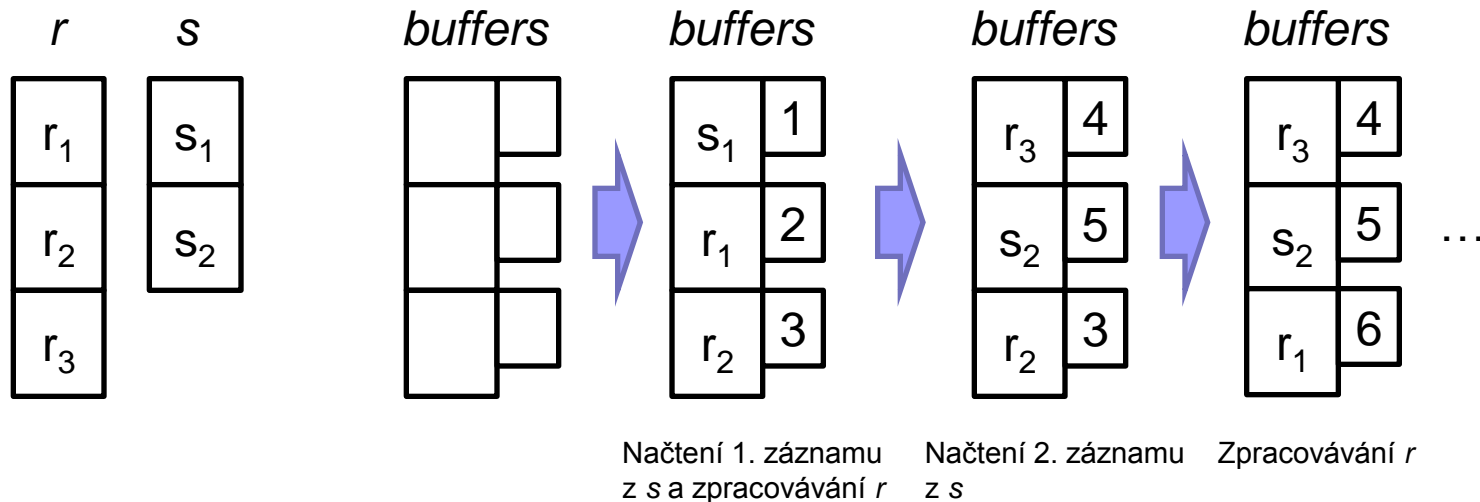 r s buffers buffers buffers buffers
r1 s1 s1 1 r3 4 r3 4
r2 s2 r1 2 s2 5 s2 5 …
r3 r2 3 r2 3 r1 6
Načtení 1. záznamu Načtení 2. záznamu Zpracovávání r
z s a zpracovávání r z s